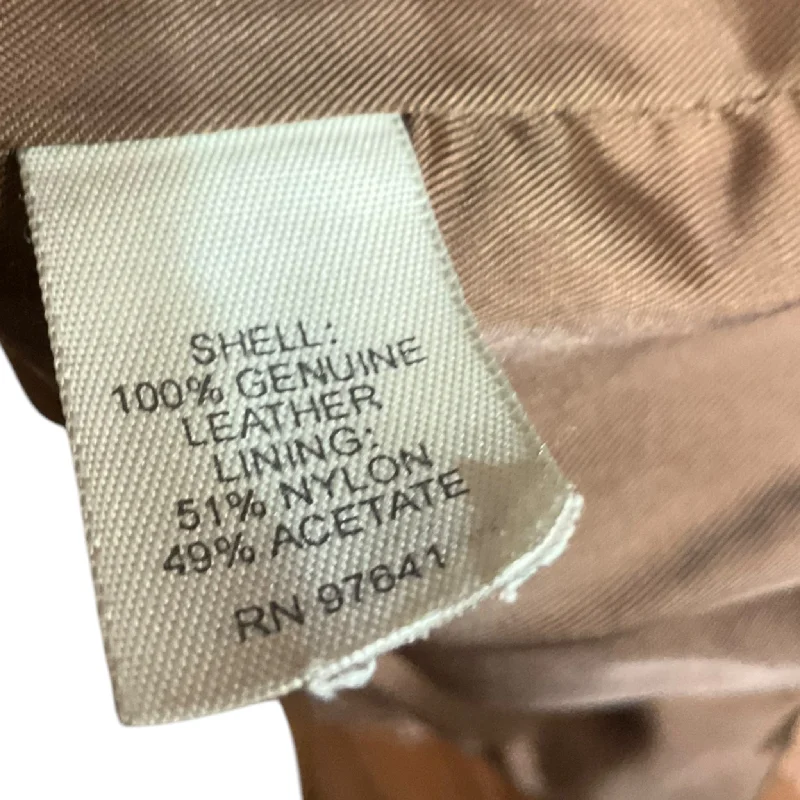 SHELL:
100% GENUINE
LEATHER
LINING:
51% NYLON
49% ACETATE
RN 97641